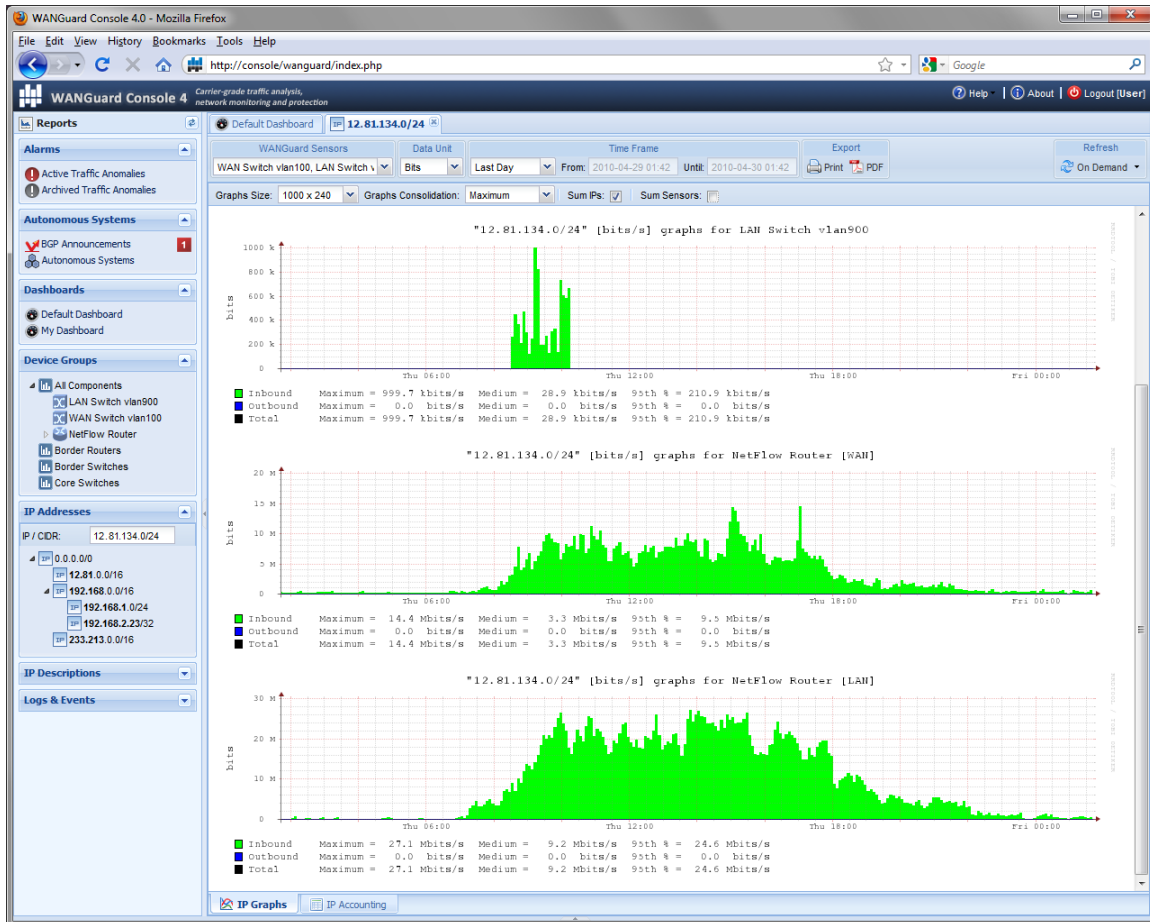 WANGuard Console 4.0 - Mozilla Firefox
File Edit View History Bookmarks Tools Help
http://console/wanguard/index.php
Google
WANGuard Console 4 Carrier-grade traffic analysis,
network monitoring and protection
Help About Logout [User]
Reports
Default Dashboard IP 12.81.134.0/24
Alarms
Active Traffic Anomalies
Archived Traffic Anomalies
Autonomous Systems
BGP Announcements 1
Autonomous Systems
Dashboards
Default Dashboard
My Dashboard
Device Groups
All Components
LAN Switch vlan900
WAN Switch vlan100
NetFlow Router
Border Routers
Border Switches
Core Switches
IP Addresses
IP / CIDR: 12.81.134.0/24
IP 0.0.0.0/0
IP 12.81.0.0/16
IP 192.168.0.0/16
IP 192.168.1.0/24
IP 192.168.2.23/32
IP 233.213.0.0/16
IP Descriptions
Logs & Events
WANGuard Sensors Data Unit Time Frame Export Refresh
WAN Switch vlan100, LAN Switch v Bits Last Day From: 2010-04-29 01:42 Until: 2010-04-30 01:42 Print PDF On Demand
Graphs Size: 1000 x 240 Graphs Consolidation: Maximum Sum IPs: Sum Sensors:
"12.81.134.0/24" [bits/s] graphs for LAN Switch vlan900
1000 k
800 k
600 k
400 k
200 k
0
bits
Thu 06:00 Thu 12:00 Thu 18:00 Fri 00:00
Inbound Maximum = 999.7 kbits/s Medium = 28.9 kbits/s 95th % = 210.9 kbits/s
Outbound Maximum = 0.0 bits/s Medium = 0.0 bits/s 95th % = 0.0 bits/s
Total Maximum = 999.7 kbits/s Medium = 28.9 kbits/s 95th % = 210.9 kbits/s
RRDTOOL / TOBI OETIKER
"12.81.134.0/24" [bits/s] graphs for NetFlow Router [WAN]
20 M
15 M
10 M
5 M
0
bits
Thu 06:00 Thu 12:00 Thu 18:00 Fri 00:00
Inbound Maximum = 14.4 Mbits/s Medium = 3.3 Mbits/s 95th % = 9.5 Mbits/s
Outbound Maximum = 0.0 bits/s Medium = 0.0 bits/s 95th % = 0.0 bits/s
Total Maximum = 14.4 Mbits/s Medium = 3.3 Mbits/s 95th % = 9.5 Mbits/s
RRDTOOL / TOBI OETIKER
"12.81.134.0/24" [bits/s] graphs for NetFlow Router [LAN]
30 M
20 M
10 M
0
bits
Thu 06:00 Thu 12:00 Thu 18:00 Fri 00:00
Inbound Maximum = 27.1 Mbits/s Medium = 9.2 Mbits/s 95th % = 24.6 Mbits/s
Outbound Maximum = 0.0 bits/s Medium = 0.0 bits/s 95th % = 0.0 bits/s
Total Maximum = 27.1 Mbits/s Medium = 9.2 Mbits/s 95th % = 24.6 Mbits/s
RRDTOOL / TOBI OETIKER
IP Graphs IP Accounting